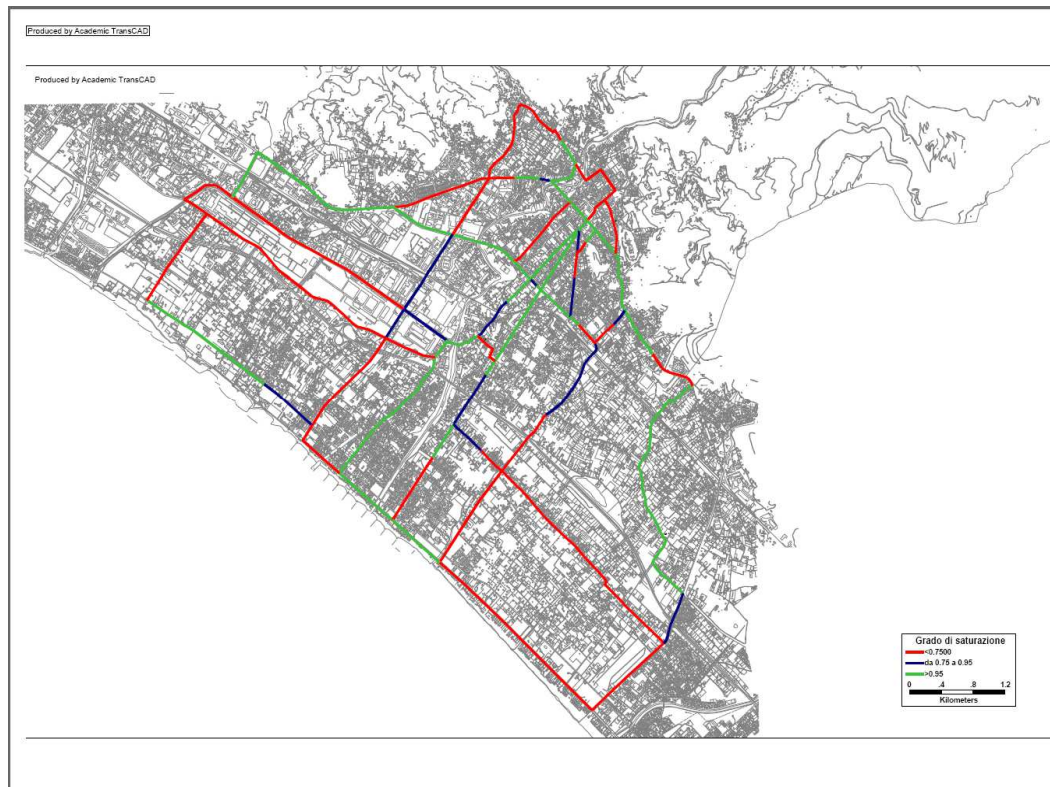 Produced by Academic TransCAD
Produced by Academic TransCAD
Grado di saturazione
<0.7500
da 0.75 a 0.95
>0.95
0 .4 .8 1.2
Kilometers